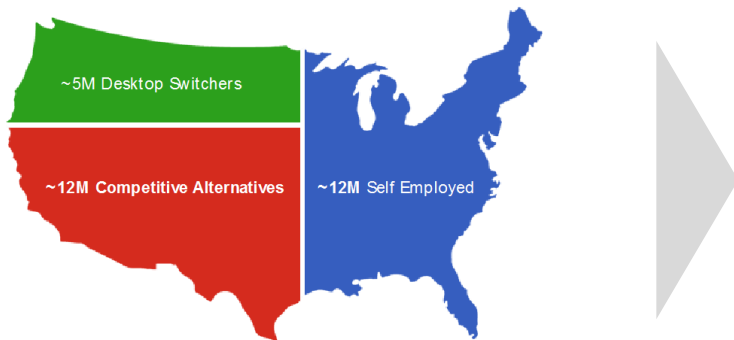 ~5M Desktop Switchers
~12M Competitive Alternatives
~12M Self Employed